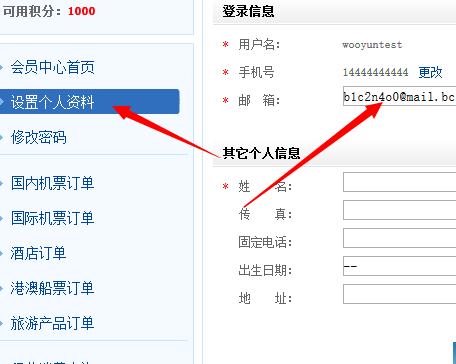 可用积分：1000
会员中心首页
设置个人资料
修改密码
国内机票订单
国际机票订单
酒店订单
港澳船票订单
旅游产品订单
登录信息
* 用户名： wooyuntest
* 手机号 14444444444 更改
* 邮 箱： b1c2n4o0@mail.bc
其它个人信息
* 姓 名：
传 真：
固定电话：
出生日期： --
地 址：